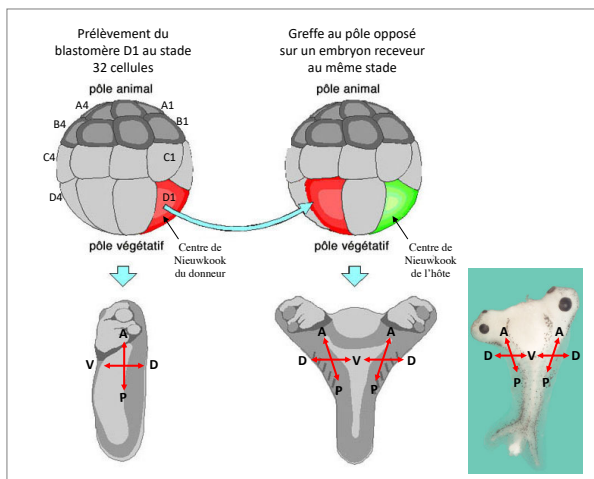 Prélèvement du
blastomère D1 au stade
32 cellules
pôle animal
A4
A1
B4
B1
C4
C1
D4
D1
pôle végétatif
Centre de
Nieuwkook
du donneur
A
V
D
P
Greffe au pôle opposé
sur un embryon receveur
au même stade
pôle animal
pôle végétatif
Centre de
Nieuwkook
de l'hôte
A
A
D
V
D
P
P
A
A
D
V
D
P
P